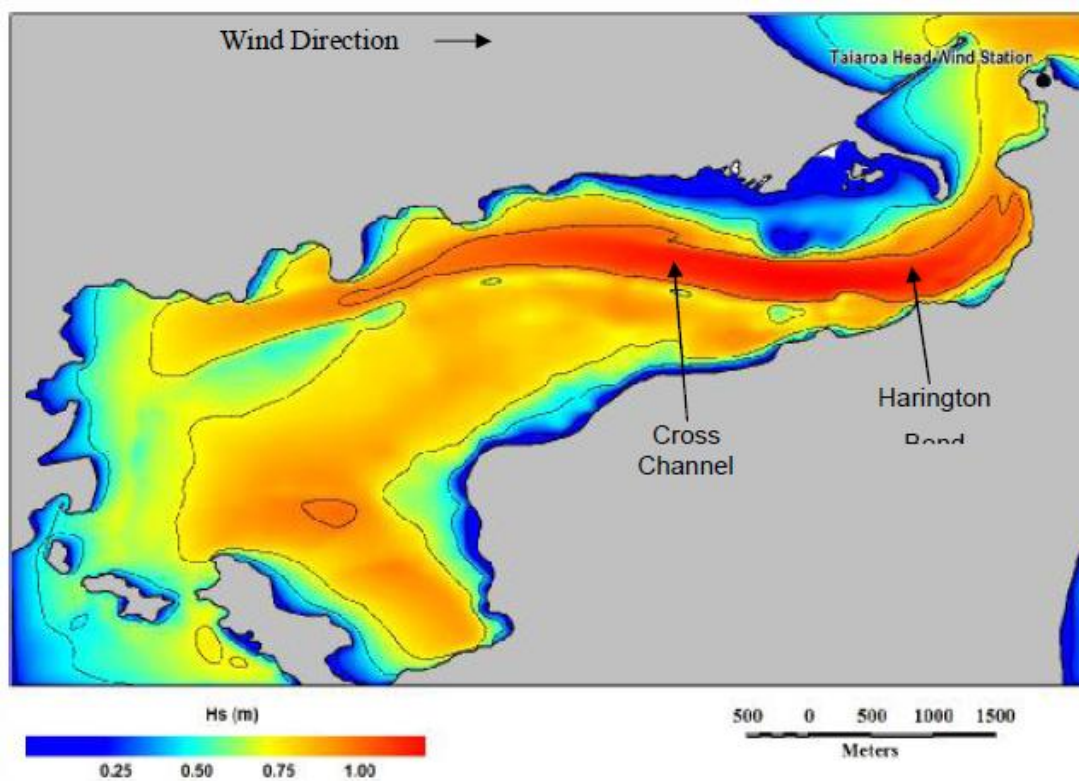 Wind Direction
Taiaroa Head Wind Station
Harington
Cross
Channel
Hs (m)
0.25 0.50 0.75 1.00
500 0 500 1000 1500
Meters